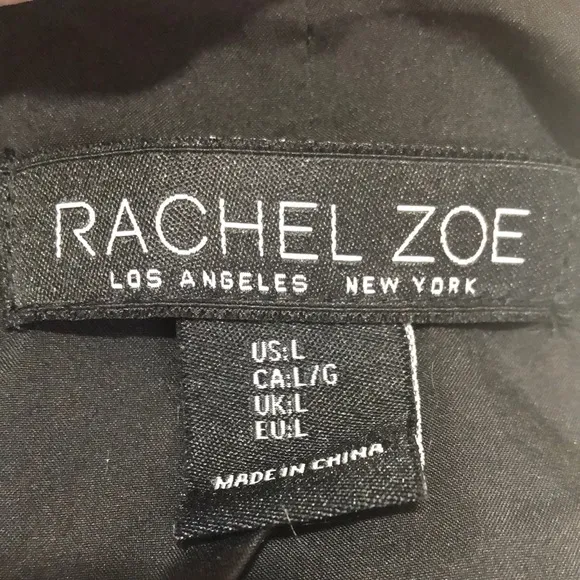 RACHEL ZOE
LOS ANGELES NEW YORK
US:L
CA:L/G
UK:L
EU:L
MADE IN CHINA